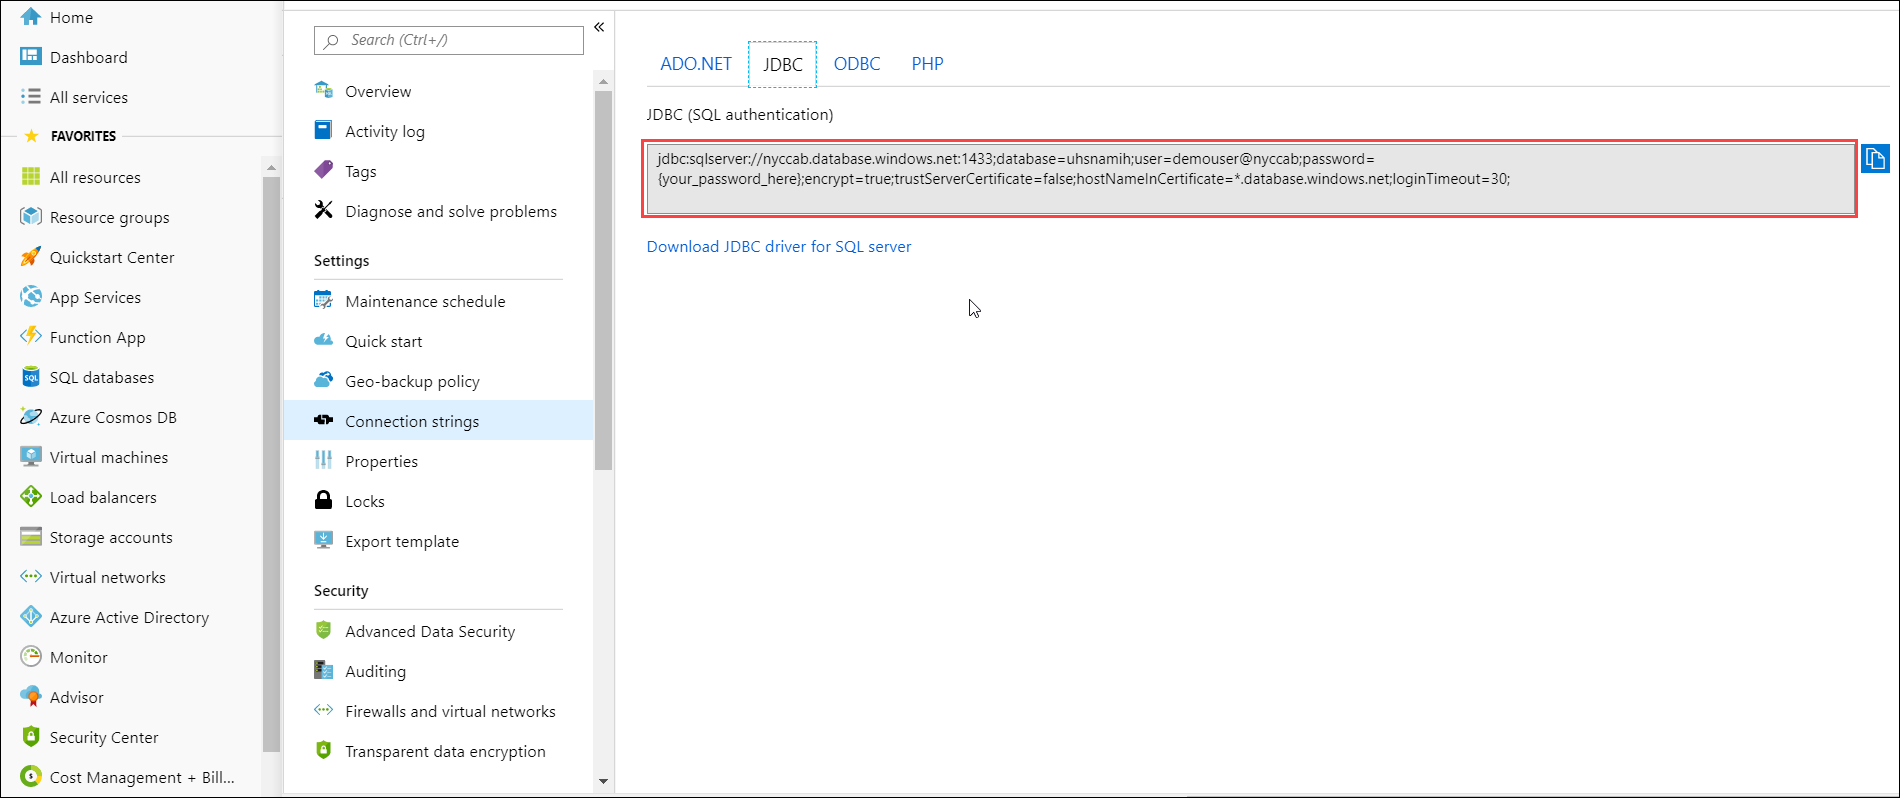 Home
Dashboard
All services
FAVORITES
All resources
Resource groups
Quickstart Center
App Services
Function App
SQL
SQL databases
Azure Cosmos DB
Virtual machines
Load balancers
Storage accounts
Virtual networks
Azure Active Directory
Monitor
Advisor
Security Center
Cost Management + Bill...
Search (Ctrl+/)
«
Overview
Activity log
Tags
Diagnose and solve problems
Settings
Maintenance schedule
Quick start
Geo-backup policy
Connection strings
Properties
Locks
Export template
Security
Advanced Data Security
Auditing
Firewalls and virtual networks
Transparent data encryption
ADO.NET JDBC ODBC PHP
JDBC (SQL authentication)
jdbc:sqlserver://nyccab.database.windows.net:1433;database=uhsnamih;user=demouser@nyccab;password=
{your_password_here};encrypt=true;trustServerCertificate=false;hostNameInCertificate=*.database.windows.net;loginTimeout=30;
Download JDBC driver for SQL server